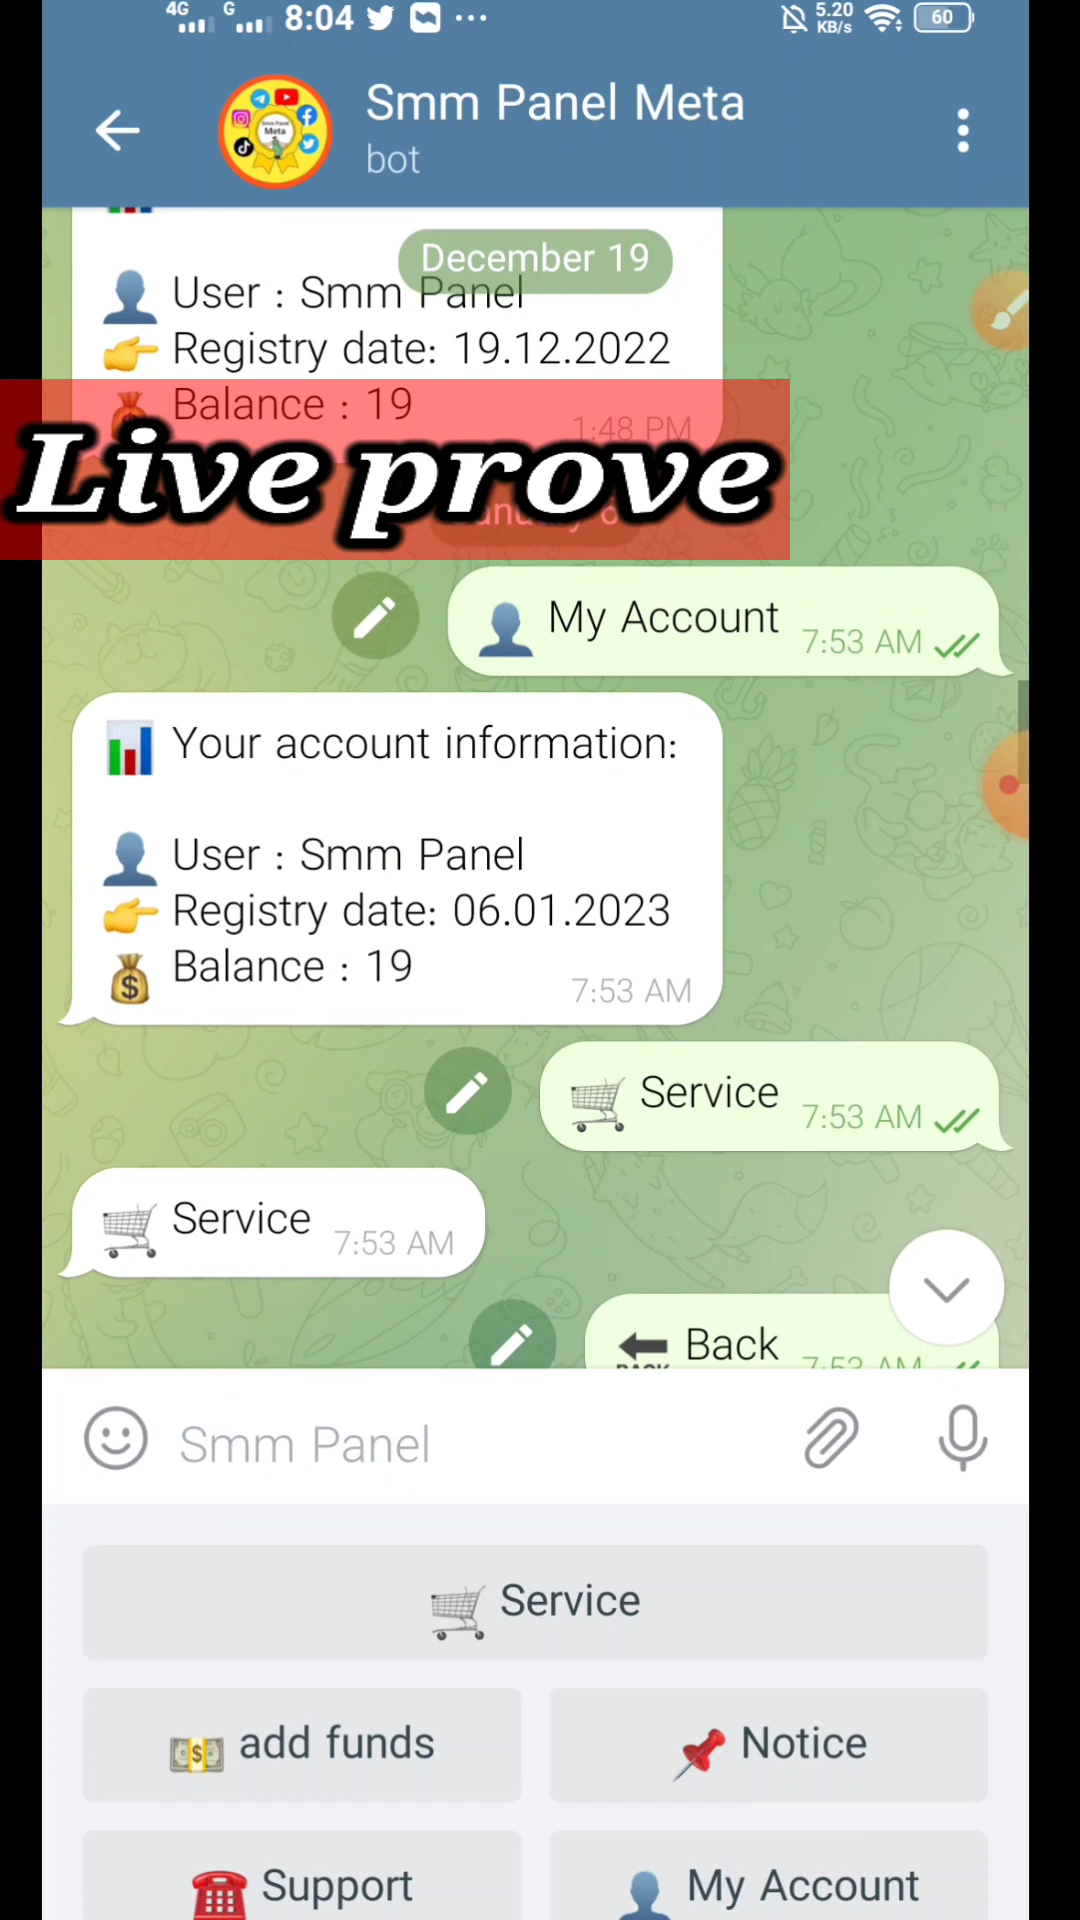 4G G 8:04 5.20 KB/s 60
Smm Panel Meta
bot
December 19
User : Smm Panel
Registry date: 19.12.2022
Balance : 19
1:48 PM
Live prove
My Account 7:53 AM
Your account information:
User : Smm Panel
Registry date: 06.01.2023
Balance : 19
7:53 AM
Service 7:53 AM
Service 7:53 AM
Back 7:53 AM
Smm Panel
Service
add funds
Notice
Support
My Account